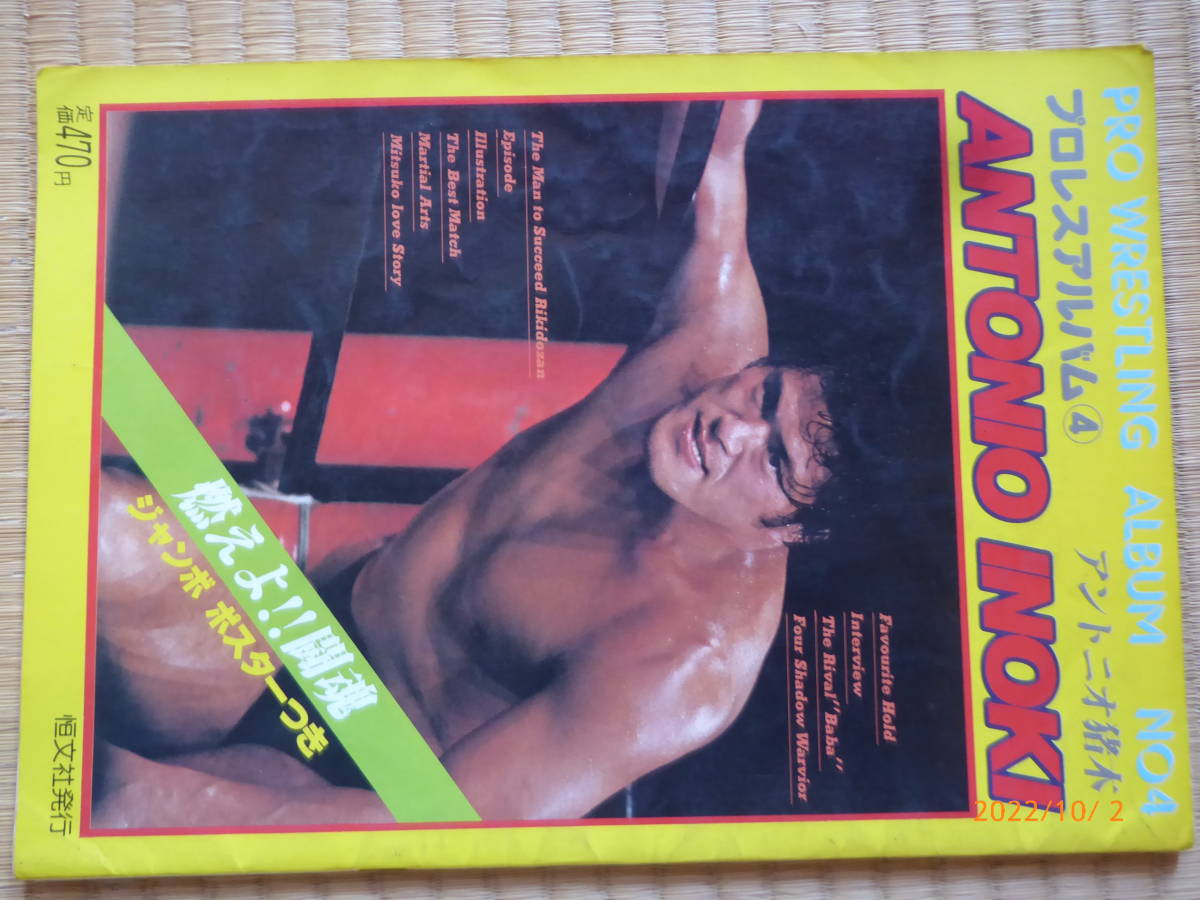 PRO WRESTLING ALBUM NO4
プロレスアルバム④ アントニオ猪木
ANTONIO INOKI
The Man to Succeed Rikidozan
Episode
Illustration
The Best Match
Martial Arts
Mitsuko love Story
Favourite Hold
Interview
The Rival "Baba"
Four Shadow Warvior
燃えよ!!闘魂
ジャンボ ポスターつき
定価470円
恒文社発行
2022/10/ 2